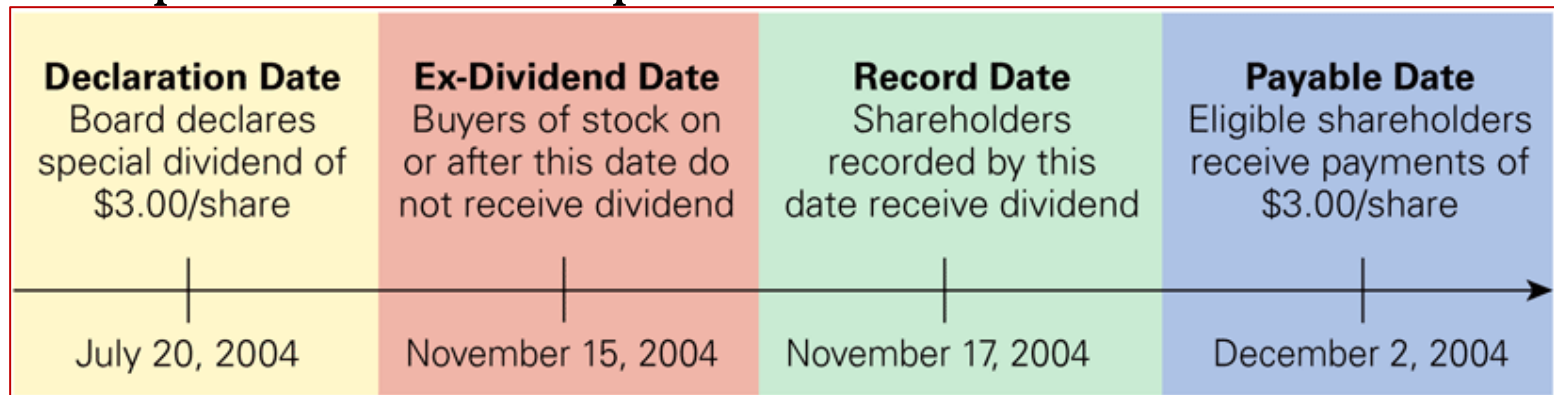 Declaration Date
Board declares
special dividend of
$3.00/share
Ex-Dividend Date
Buyers of stock on
or after this date do
not receive dividend
Record Date
Shareholders
recorded by this
date receive dividend
Payable Date
Eligible shareholders
receive payments of
$3.00/share
July 20, 2004
November 15, 2004
November 17, 2004
December 2, 2004